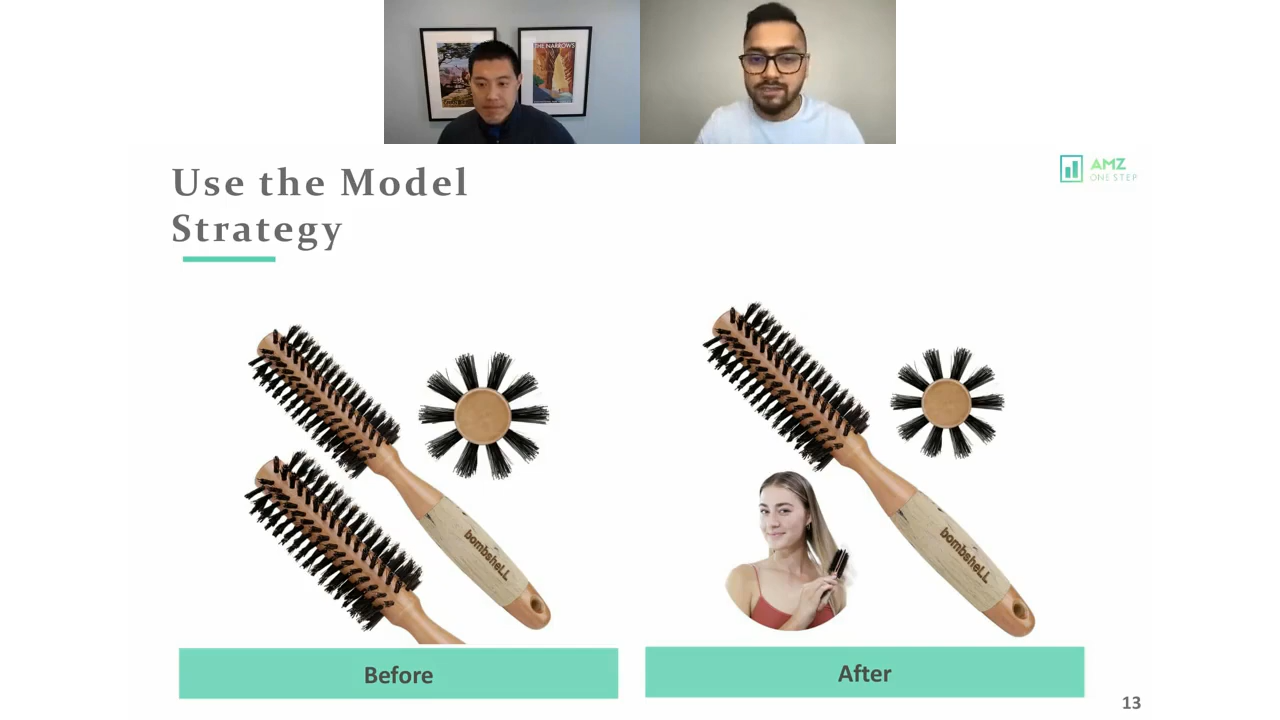 THE NARROWS
Use the Model
Strategy
AMZ
ONE STEP
bombsheLL
bombsheLL
Before
After
13